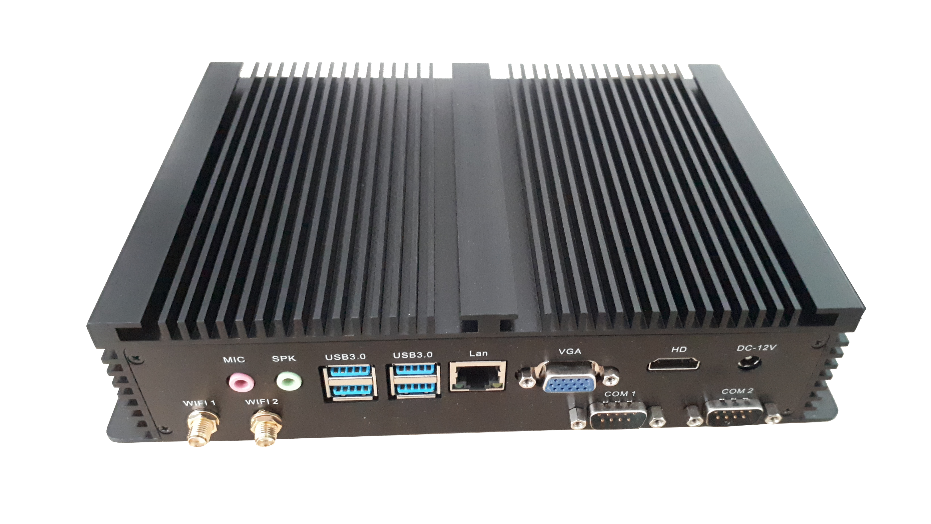 MIC
SPK
USB3.0
USB3.0
Lan
VGA
HD
DC-12V
WIFI 1
WIFI 2
COM 1
COM 2